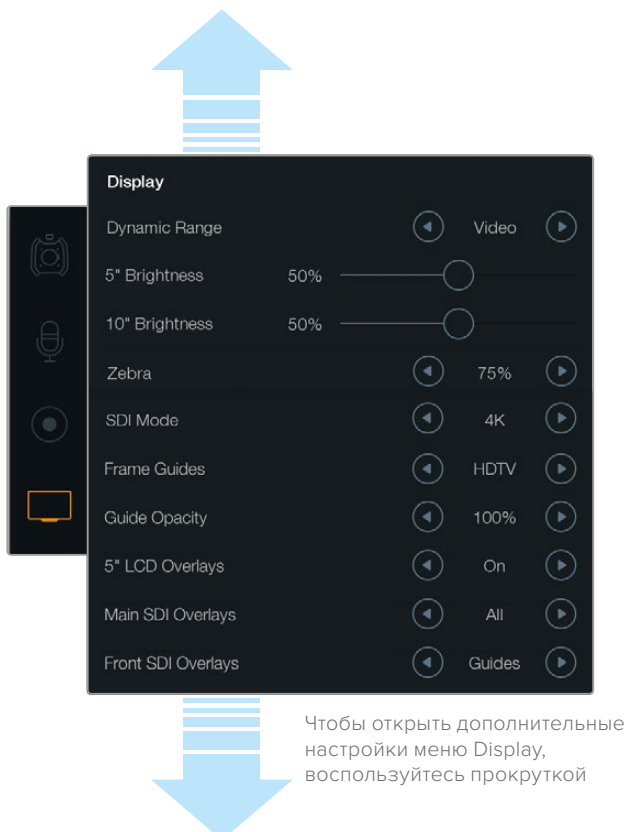 Display
Dynamic Range Video
5" Brightness 50%
10" Brightness 50%
Zebra 75%
SDI Mode 4K
Frame Guides HDTV
Guide Opacity 100%
5" LCD Overlays On
Main SDI Overlays All
Front SDI Overlays Guides
Чтобы открыть дополнительные
настройки меню Display,
воспользуйтесь прокруткой